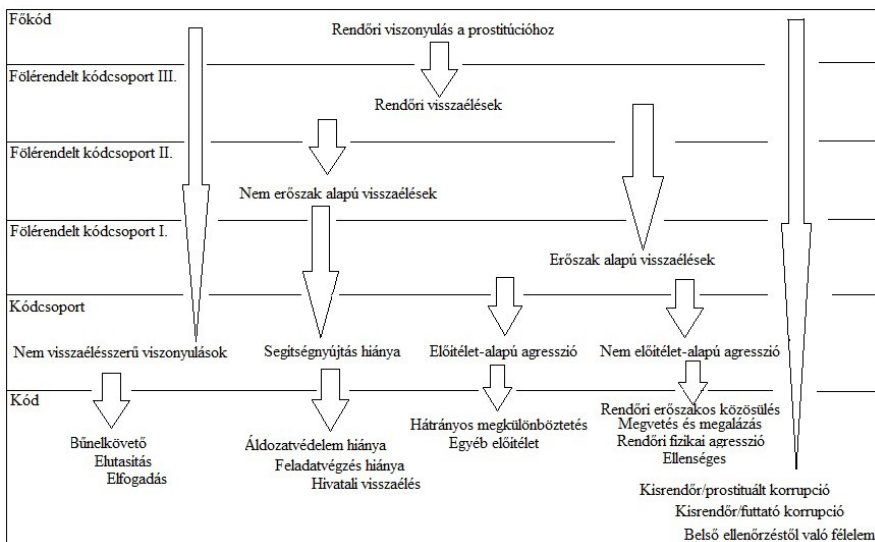 Főkód
Rendőri viszonyulás a prostitúcióhoz
Fölérendelt kódcsoport III.
Rendőri visszaélések
Fölérendelt kódcsoport II.
Nem erőszak alapú visszaélések
Fölérendelt kódcsoport I.
Erőszak alapú visszaélések
Kódcsoport
Nem visszaélésszerű viszonyulások
Segítségnyújtás hiánya
Előítélet-alapú agresszió
Nem előítélet-alapú agresszió
Kód
Bűnelkövető
Elutasítás
Elfogadás
Áldozatvédelem hiánya
Feladatvégzés hiánya
Hivatali visszaélés
Hátrányos megkülönböztetés
Egyéb előítélet
Rendőri erőszakos közösülés
Megvetés és megalázás
Rendőri fizikai agresszió
Ellenséges
Kisrendőr/prostituált korrupció
Kisrendőr/futtató korrupció
Belső ellenőrzéstől való félelem